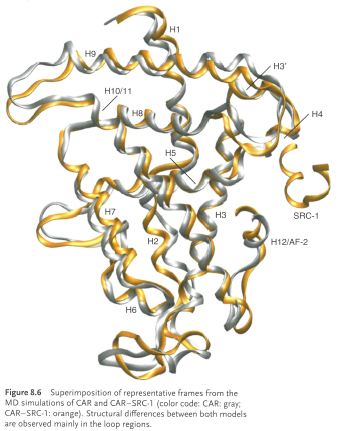 H1
H9
H3'
H10/11
H8
H4
H5
SRC-1
H7
H3
H2
H12/AF-2
H6
Figure 8.6 Superimposition of representative frames from the
MD simulations of CAR and CAR–SRC-1 (color code: CAR: gray;
CAR–SRC-1: orange). Structural differences between both models
are observed mainly in the loop regions.